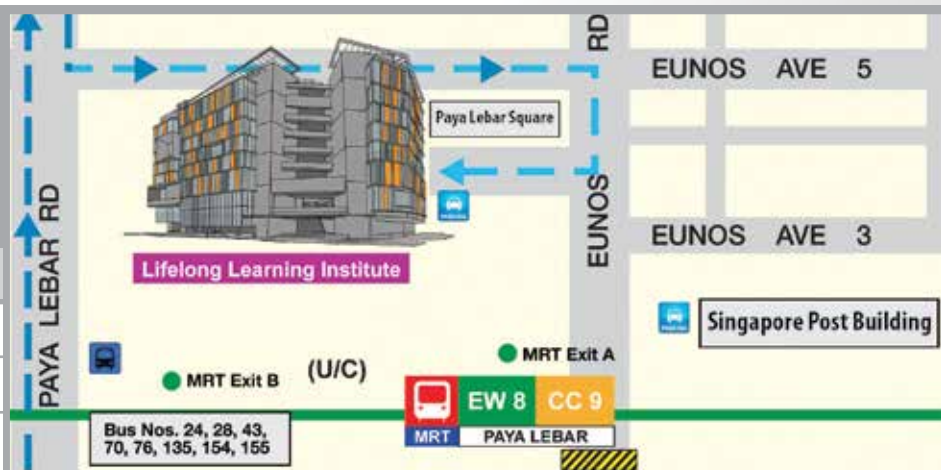 RD
EUNOS AVE 5
Paya Lebar Square
PAYA LEBAR RD
EUNOS
EUNOS AVE 3
Lifelong Learning Institute
PARKING
PARKING
Singapore Post Building
MRT Exit A
(U/C)
MRT Exit B
EW 8 CC 9
MRT PAYA LEBAR
Bus Nos. 24, 28, 43,
70, 76, 135, 154, 155